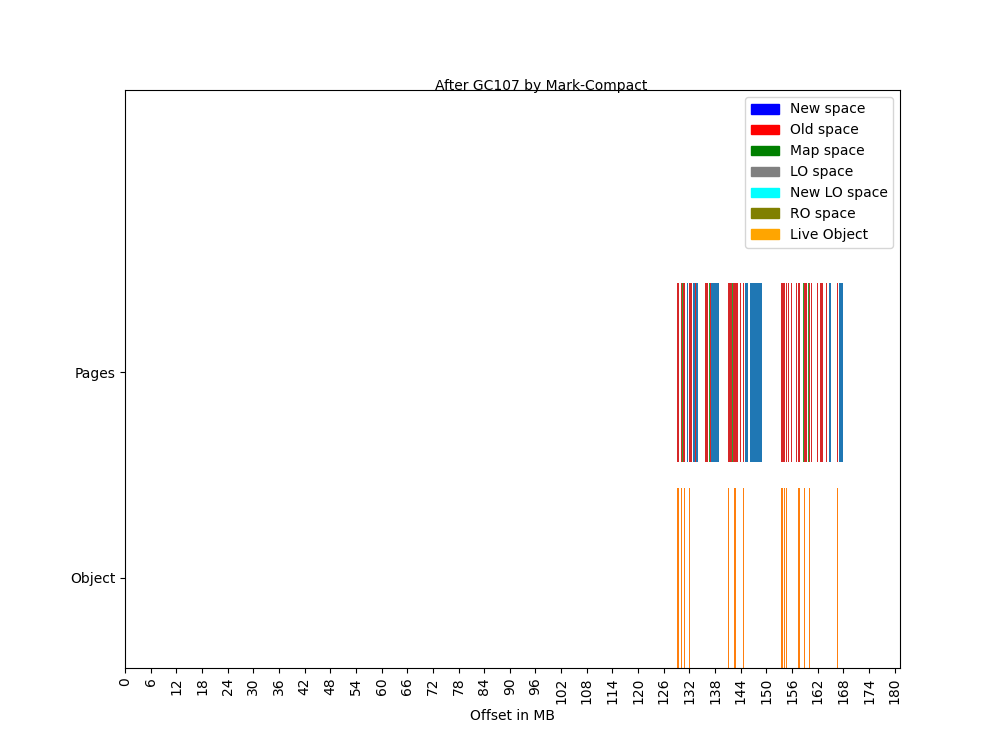 After GC107 by Mark-Compact
New space
Old space
Map space
LO space
New LO space
RO space
Live Object
Pages
Object
0 6 12 18 24 30 36 42 48 54 60 66 72 78 84 90 96 102 108 114 120 126 132 138 144 150 156 162 168 174 180
Offset in MB